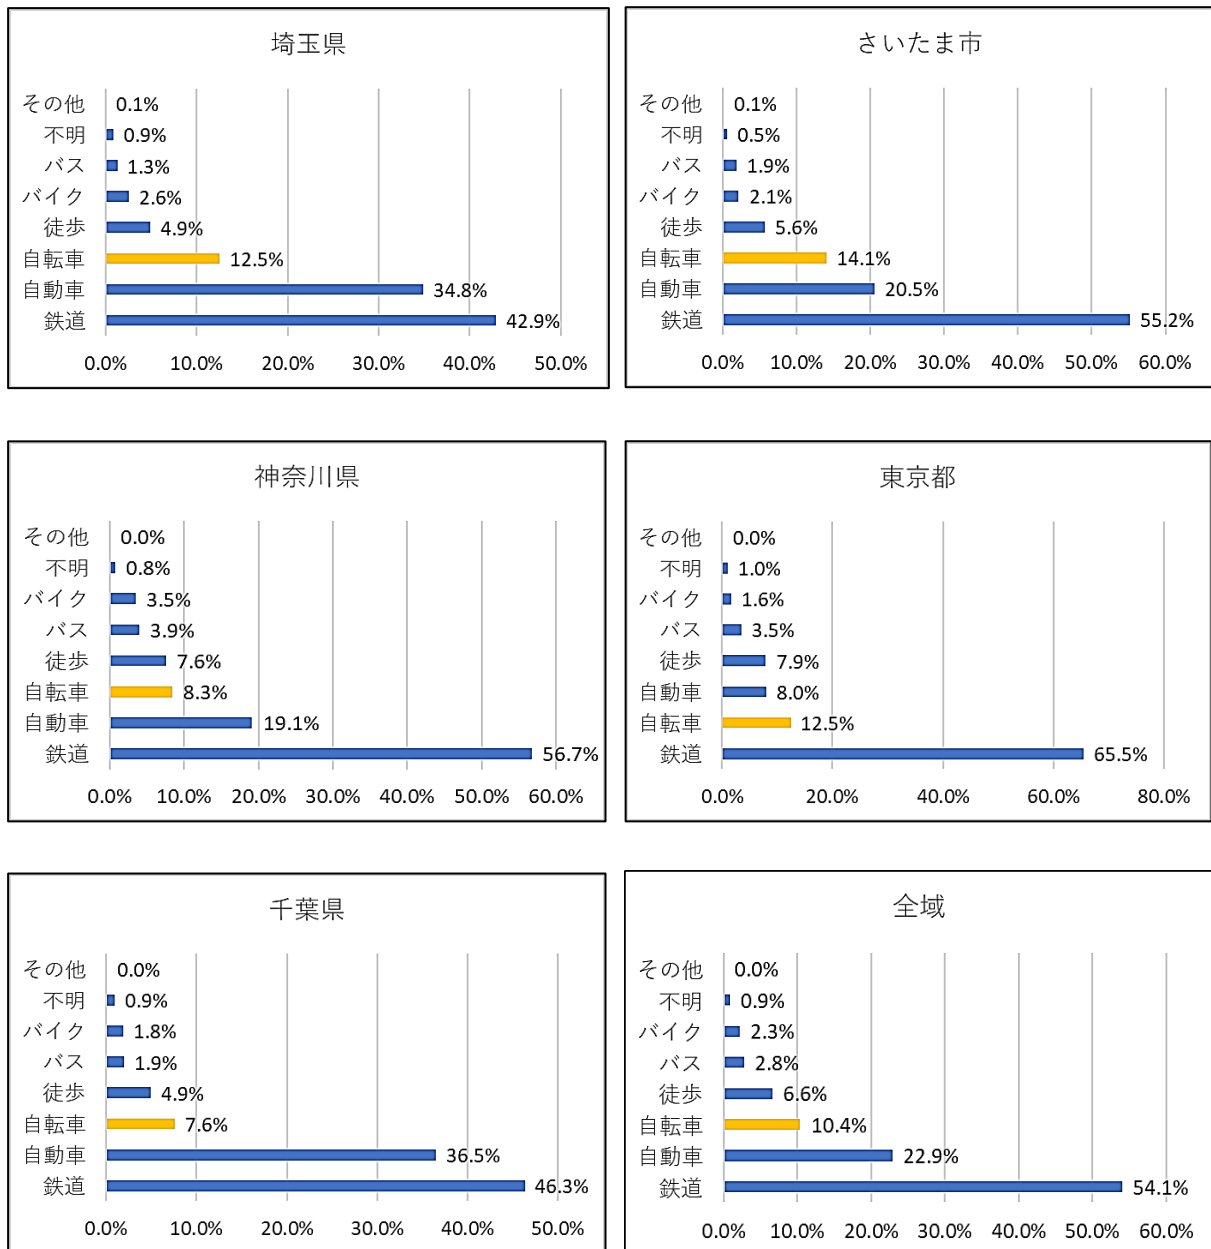 埼玉県
その他 0.1%
不明 0.9%
バス 1.3%
バイク 2.6%
徒歩 4.9%
自転車 12.5%
自動車 34.8%
鉄道 42.9%
0.0% 10.0% 20.0% 30.0% 40.0% 50.0%
さいたま市
その他 0.1%
不明 0.5%
バス 1.9%
バイク 2.1%
徒歩 5.6%
自転車 14.1%
自動車 20.5%
鉄道 55.2%
0.0% 10.0% 20.0% 30.0% 40.0% 50.0% 60.0%
神奈川県
その他 0.0%
不明 0.8%
バイク 3.5%
バス 3.9%
徒歩 7.6%
自転車 8.3%
自動車 19.1%
鉄道 56.7%
0.0% 10.0% 20.0% 30.0% 40.0% 50.0% 60.0%
東京都
その他 0.0%
不明 1.0%
バイク 1.6%
バス 3.5%
徒歩 7.9%
自動車 8.0%
自転車 12.5%
鉄道 65.5%
0.0% 20.0% 40.0% 60.0% 80.0%
千葉県
その他 0.0%
不明 0.9%
バイク 1.8%
バス 1.9%
徒歩 4.9%
自転車 7.6%
自動車 36.5%
鉄道 46.3%
0.0% 10.0% 20.0% 30.0% 40.0% 50.0%
全域
その他 0.0%
不明 0.9%
バイク 2.3%
バス 2.8%
徒歩 6.6%
自転車 10.4%
自動車 22.9%
鉄道 54.1%
0.0% 10.0% 20.0% 30.0% 40.0% 50.0% 60.0%